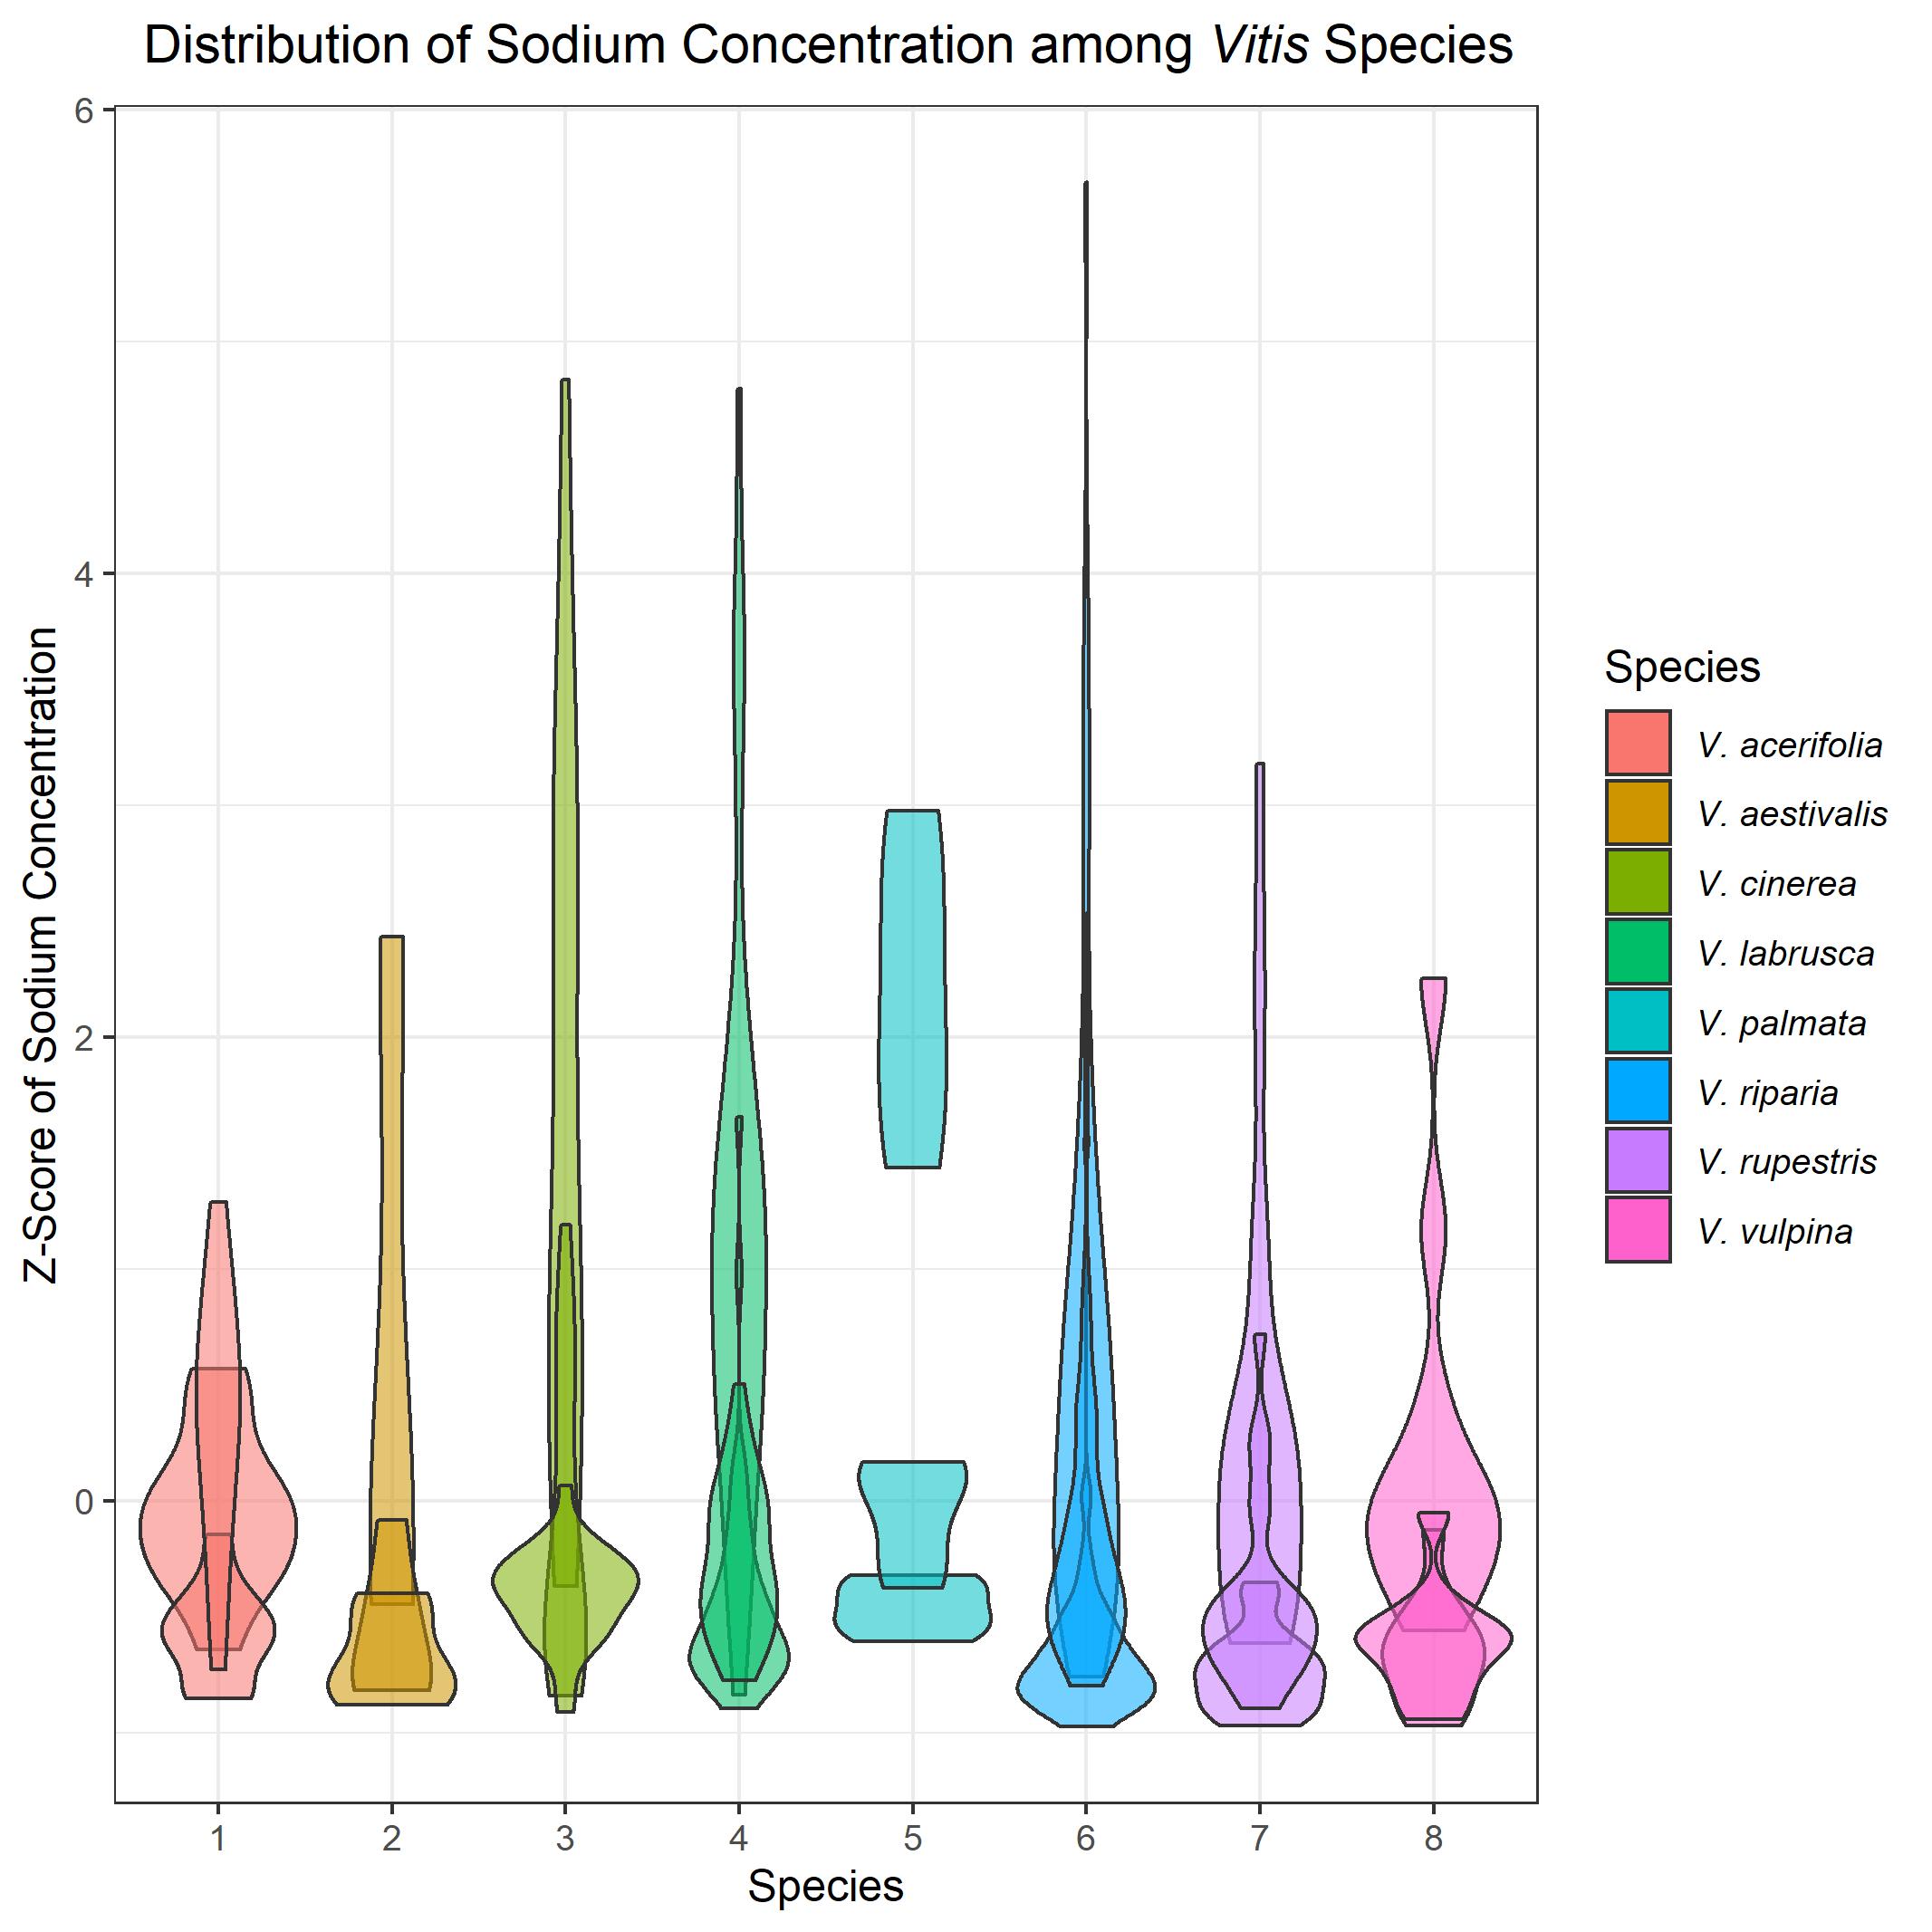 Distribution of Sodium Concentration among Vitis Species
Z-Score of Sodium Concentration
6
4
2
0
1 2 3 4 5 6 7 8
Species
Species
V. acerifolia
V. aestivalis
V. cinerea
V. labrusca
V. palmata
V. riparia
V. rupestris
V. vulpina